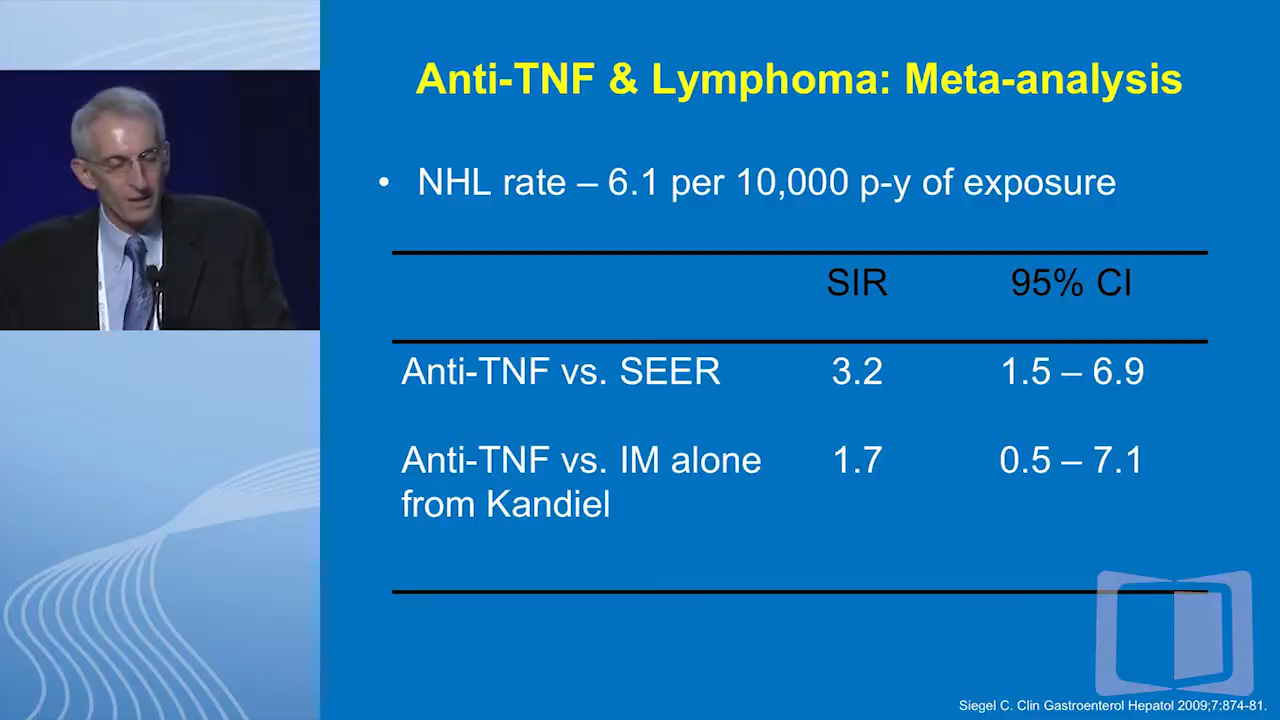 Anti-TNF & Lymphoma: Meta-analysis
• NHL rate – 6.1 per 10,000 p-y of exposure
SIR 95% CI
Anti-TNF vs. SEER 3.2 1.5 – 6.9
Anti-TNF vs. IM alone 1.7 0.5 – 7.1
from Kandiel
Siegel C. Clin Gastroenterol Hepatol 2009;7:874-81.